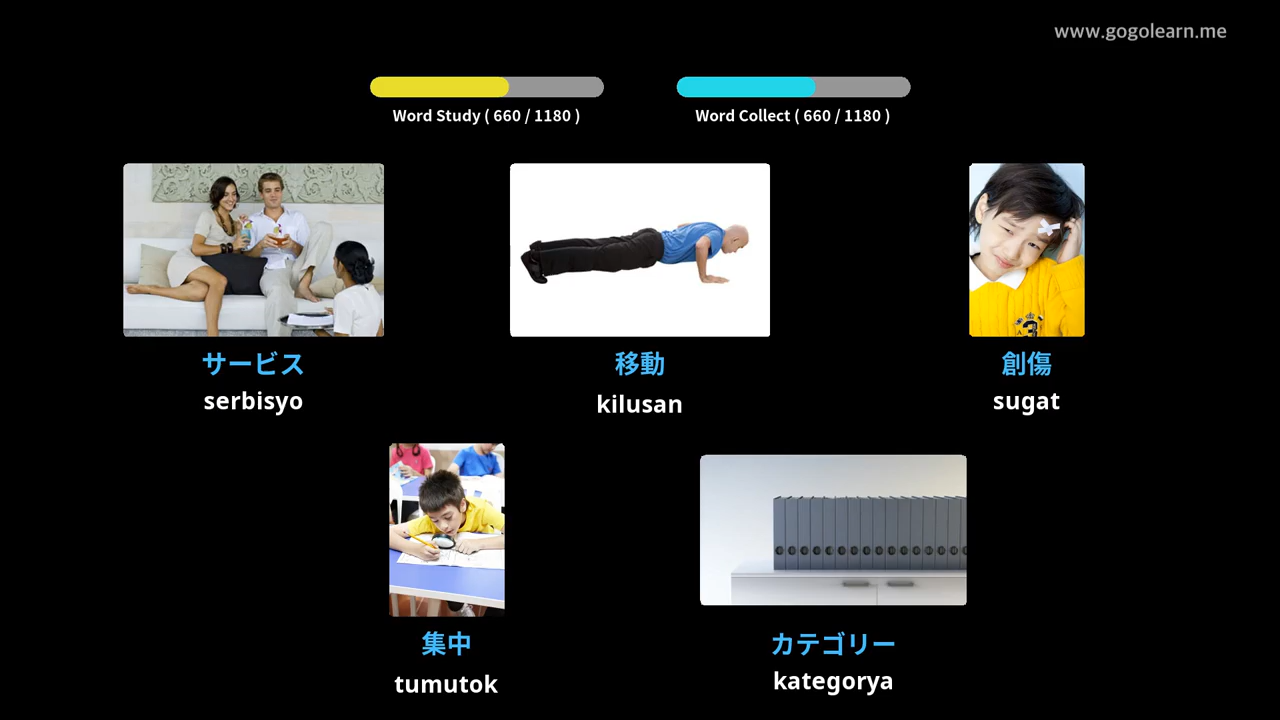 www.gogolearn.me
Word Study ( 660 / 1180 )
Word Collect ( 660 / 1180 )
サービス
serbisyo
移動
kilusan
創傷
sugat
3
集中
tumutok
カテゴリー
kategorya